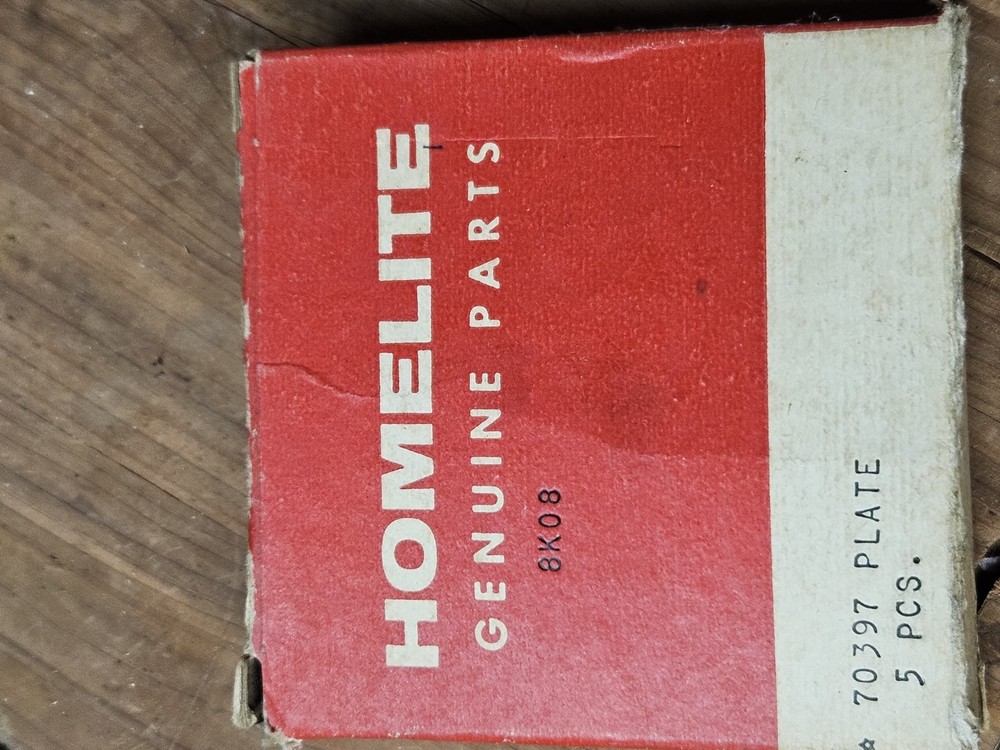 HOMELITE
GENUINE PARTS
8K08
☆ 70397 PLATE
5 PCS.